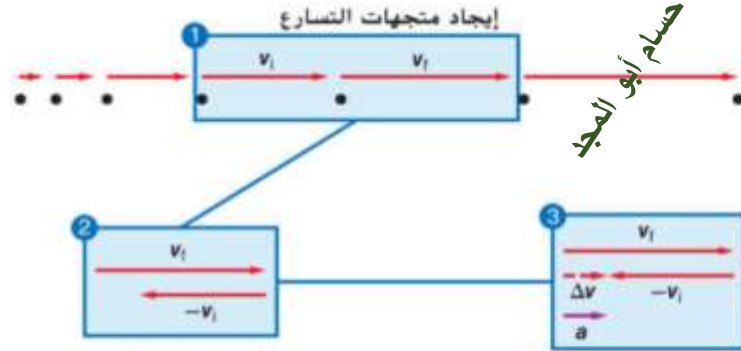 إيجاد متجهات التسارع
حسام أبو المجد
1
vi vf
2
vf
−vi
3
vf
Δv −vi
a